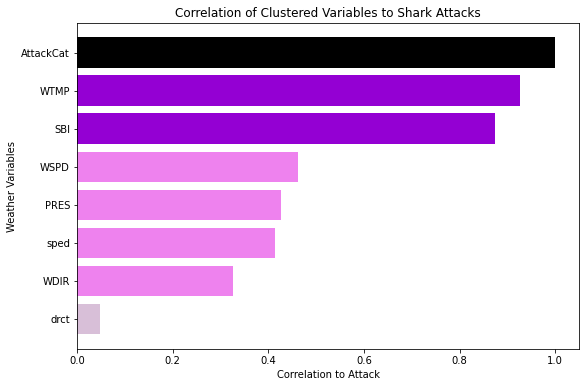 Correlation of Clustered Variables to Shark Attacks
Weather Variables
AttackCat
WTMP
SBI
WSPD
PRES
sped
WDIR
drct
0.0 0.2 0.4 0.6 0.8 1.0
Correlation to Attack